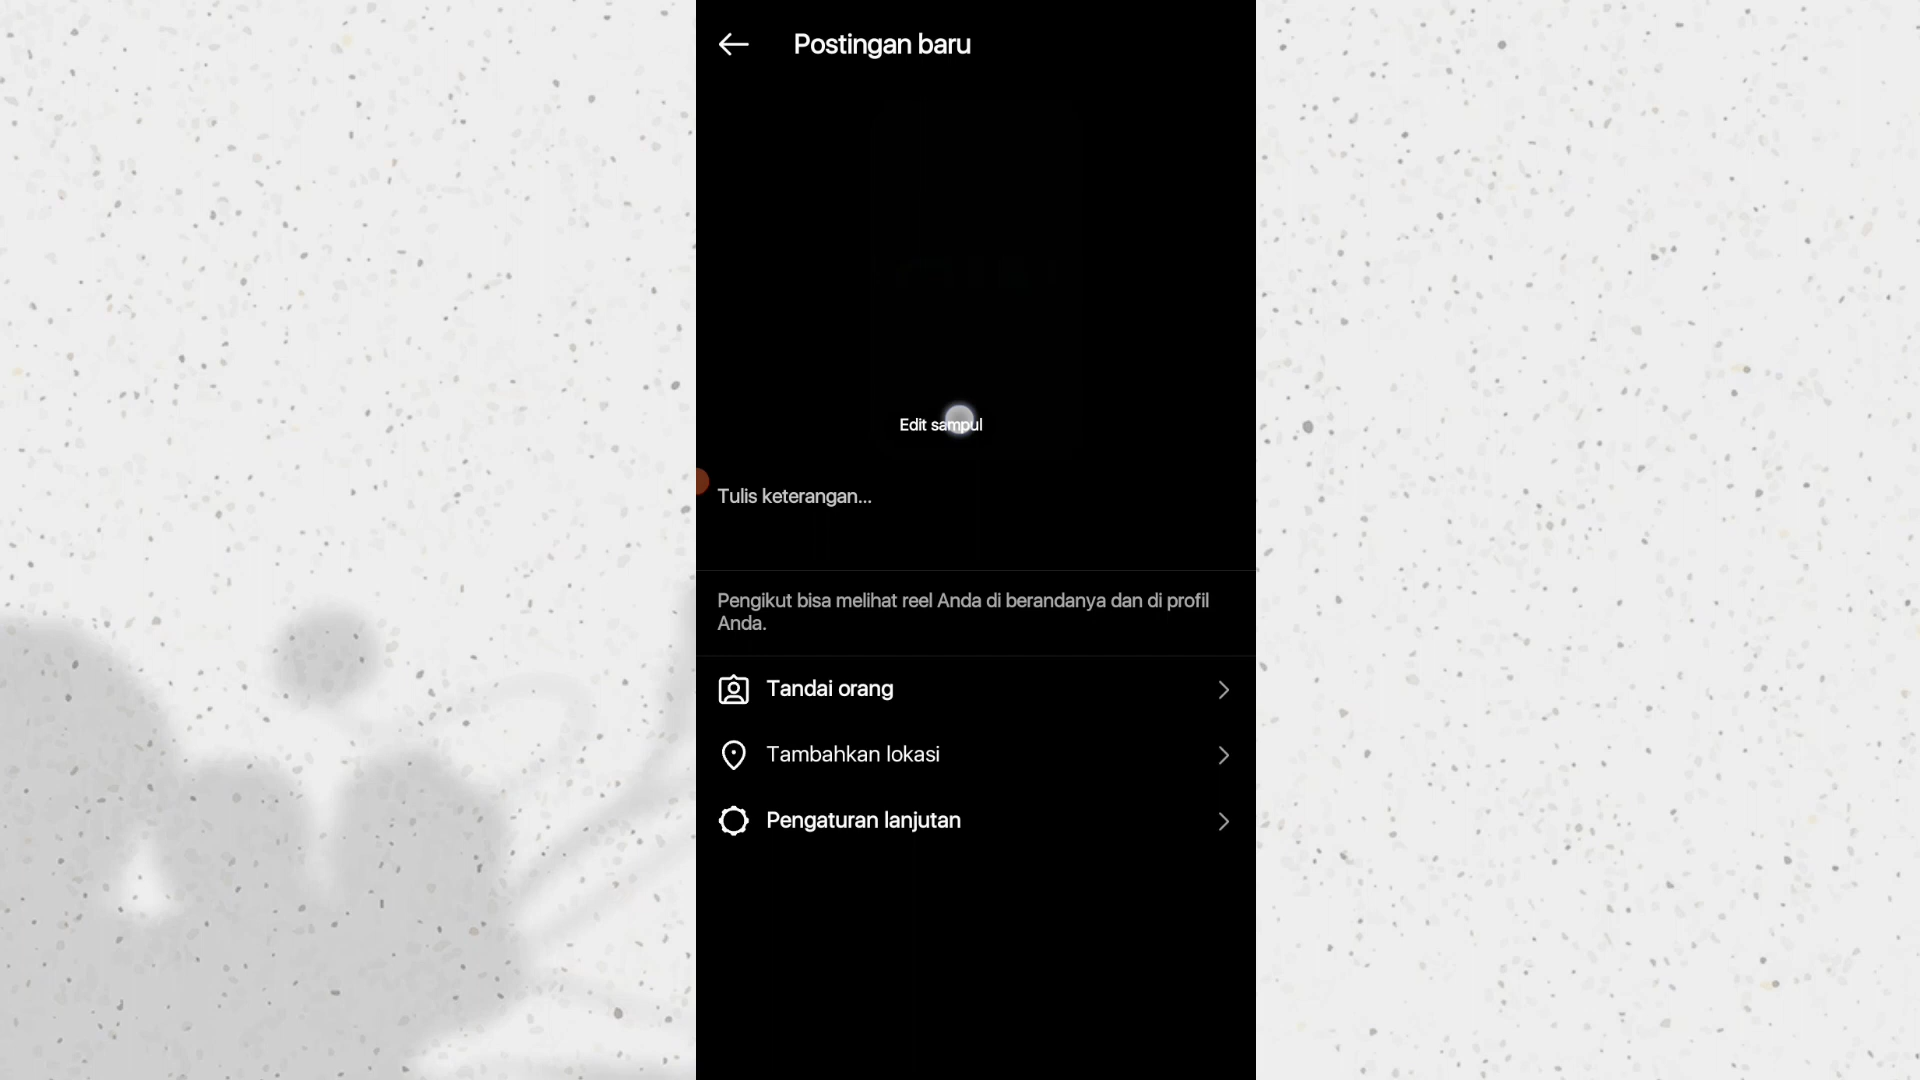 Postingan baru
Edit sampul
Tulis keterangan...
Pengikut bisa melihat reel Anda di berandanya dan di profil
Anda.
Tandai orang
Tambahkan lokasi
Pengaturan lanjutan